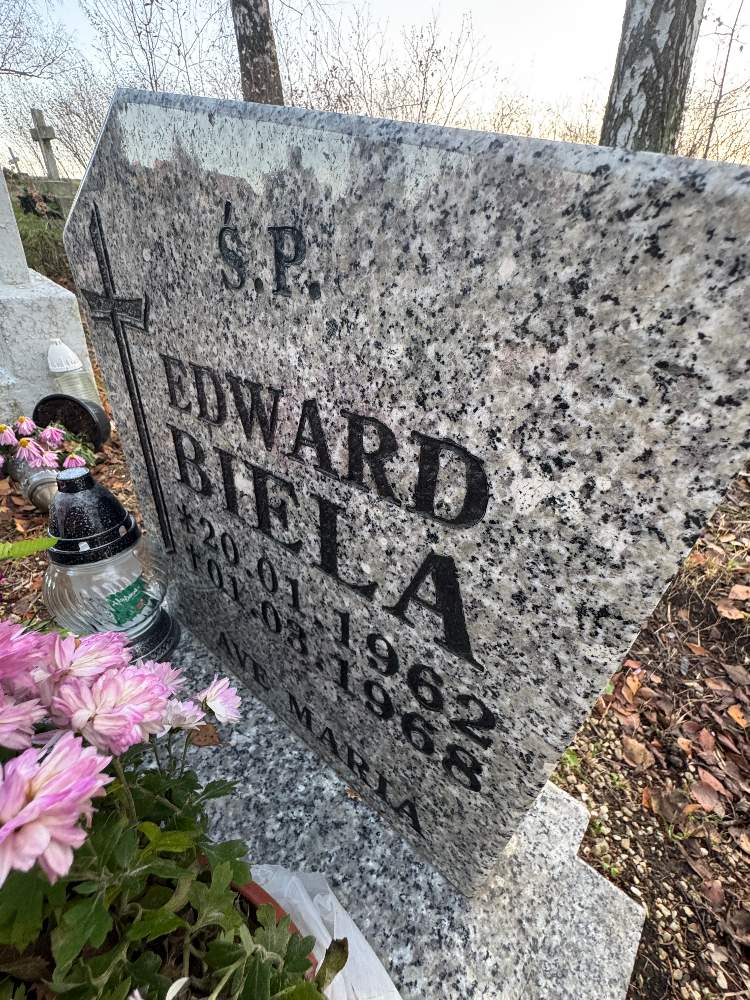 Ś.P.
EDWARD
BIELA
*20.01.1962
†01.03.1968
AVE MARIA